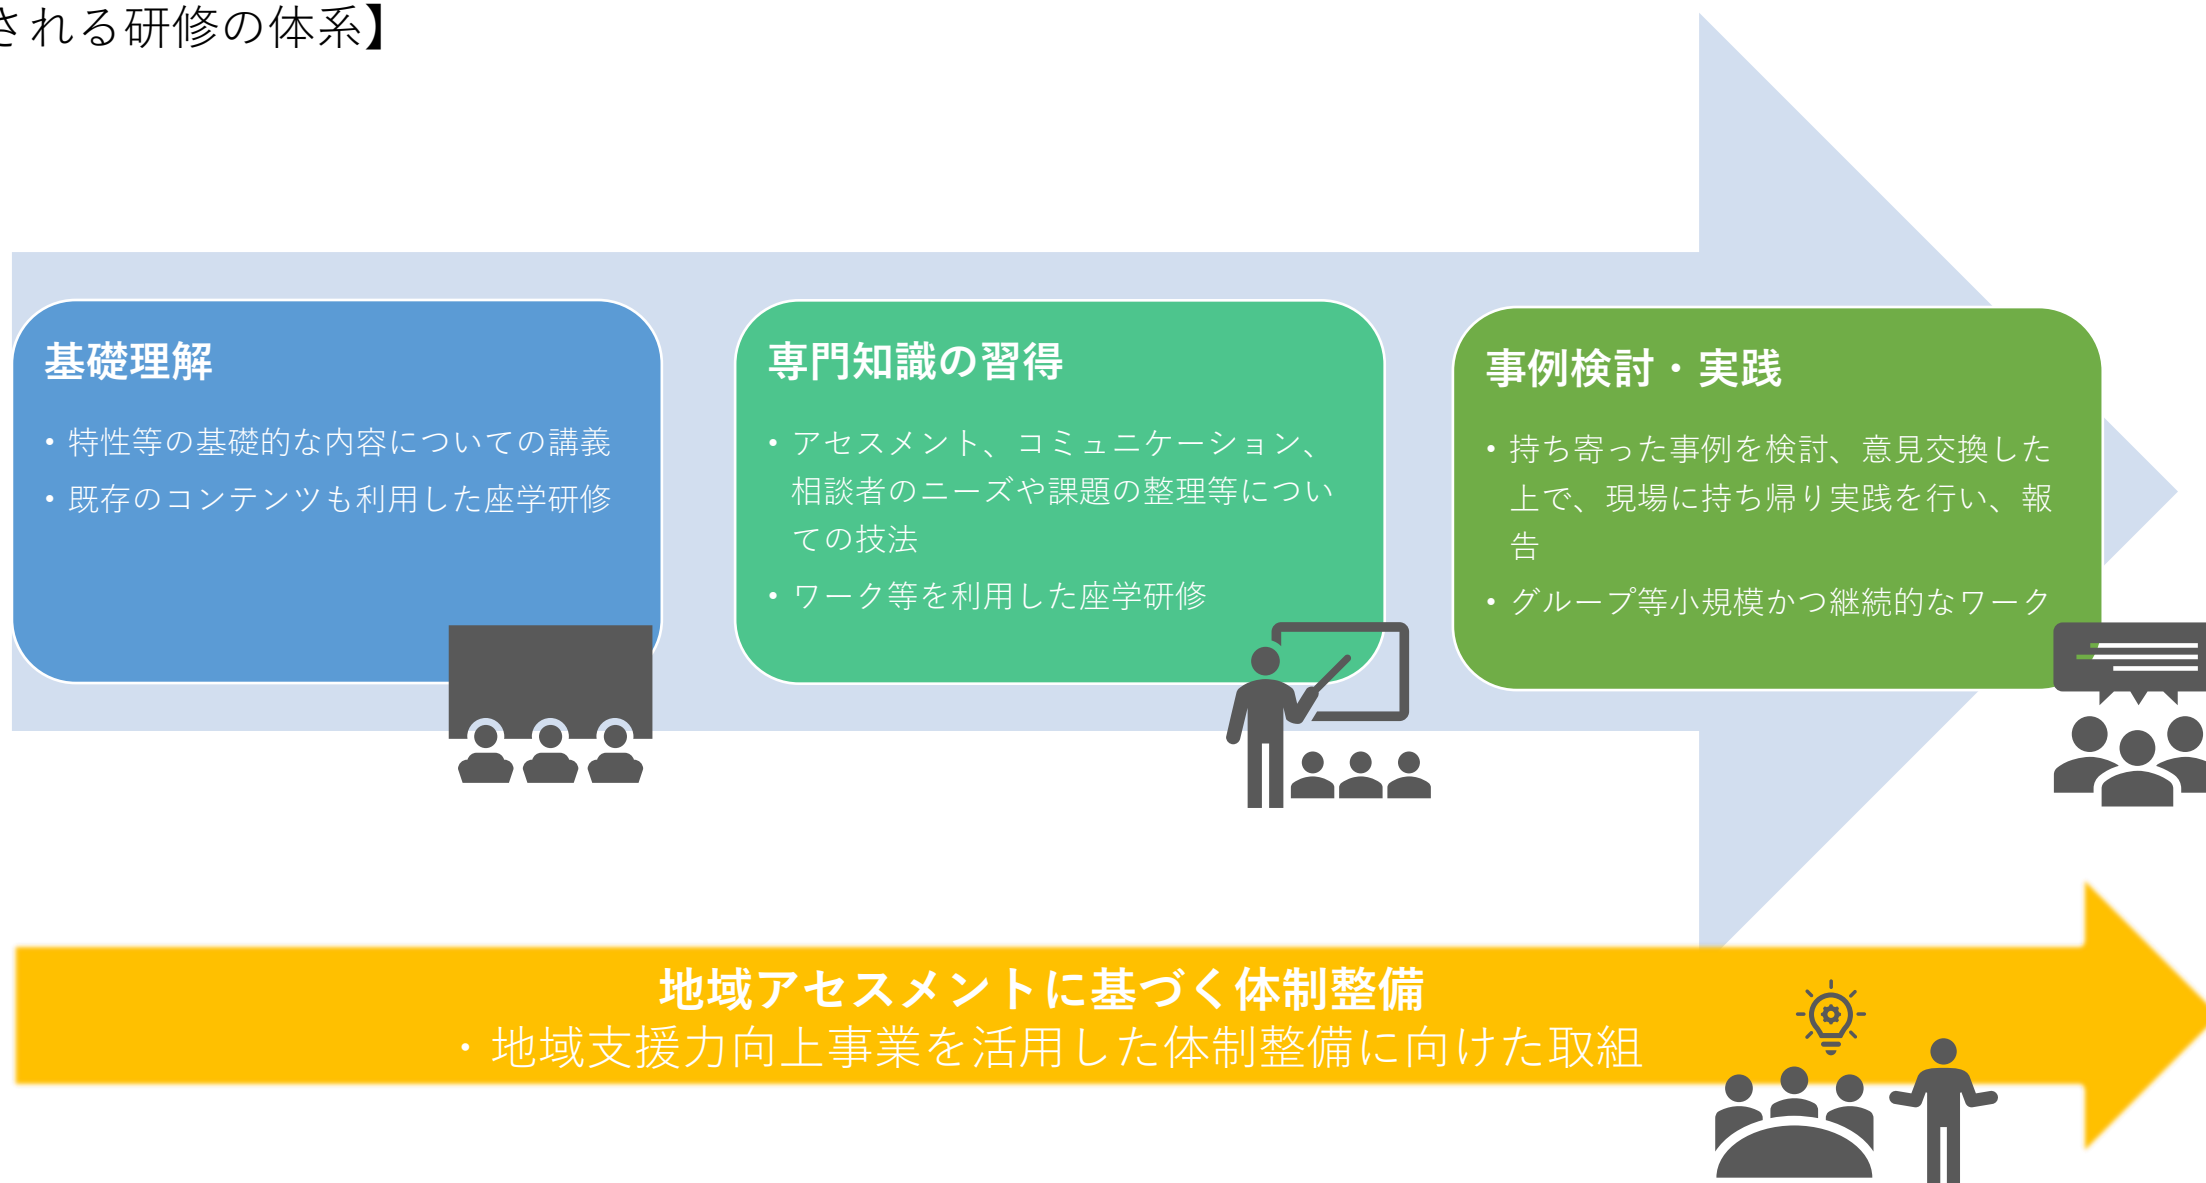 される研修の体系】
基礎理解
・特性等の基礎的な内容についての講義
・既存のコンテンツも利用した座学研修
専門知識の習得
・アセスメント、コミュニケーション、
相談者のニーズや課題の整理等につい
ての技法
・ワーク等を利用した座学研修
事例検討・実践
・持ち寄った事例を検討、意見交換した
上で、現場に持ち帰り実践を行い、報
告
・グループ等小規模かつ継続的なワーク
地域アセスメントに基づく体制整備
・地域支援力向上事業を活用した体制整備に向けた取組